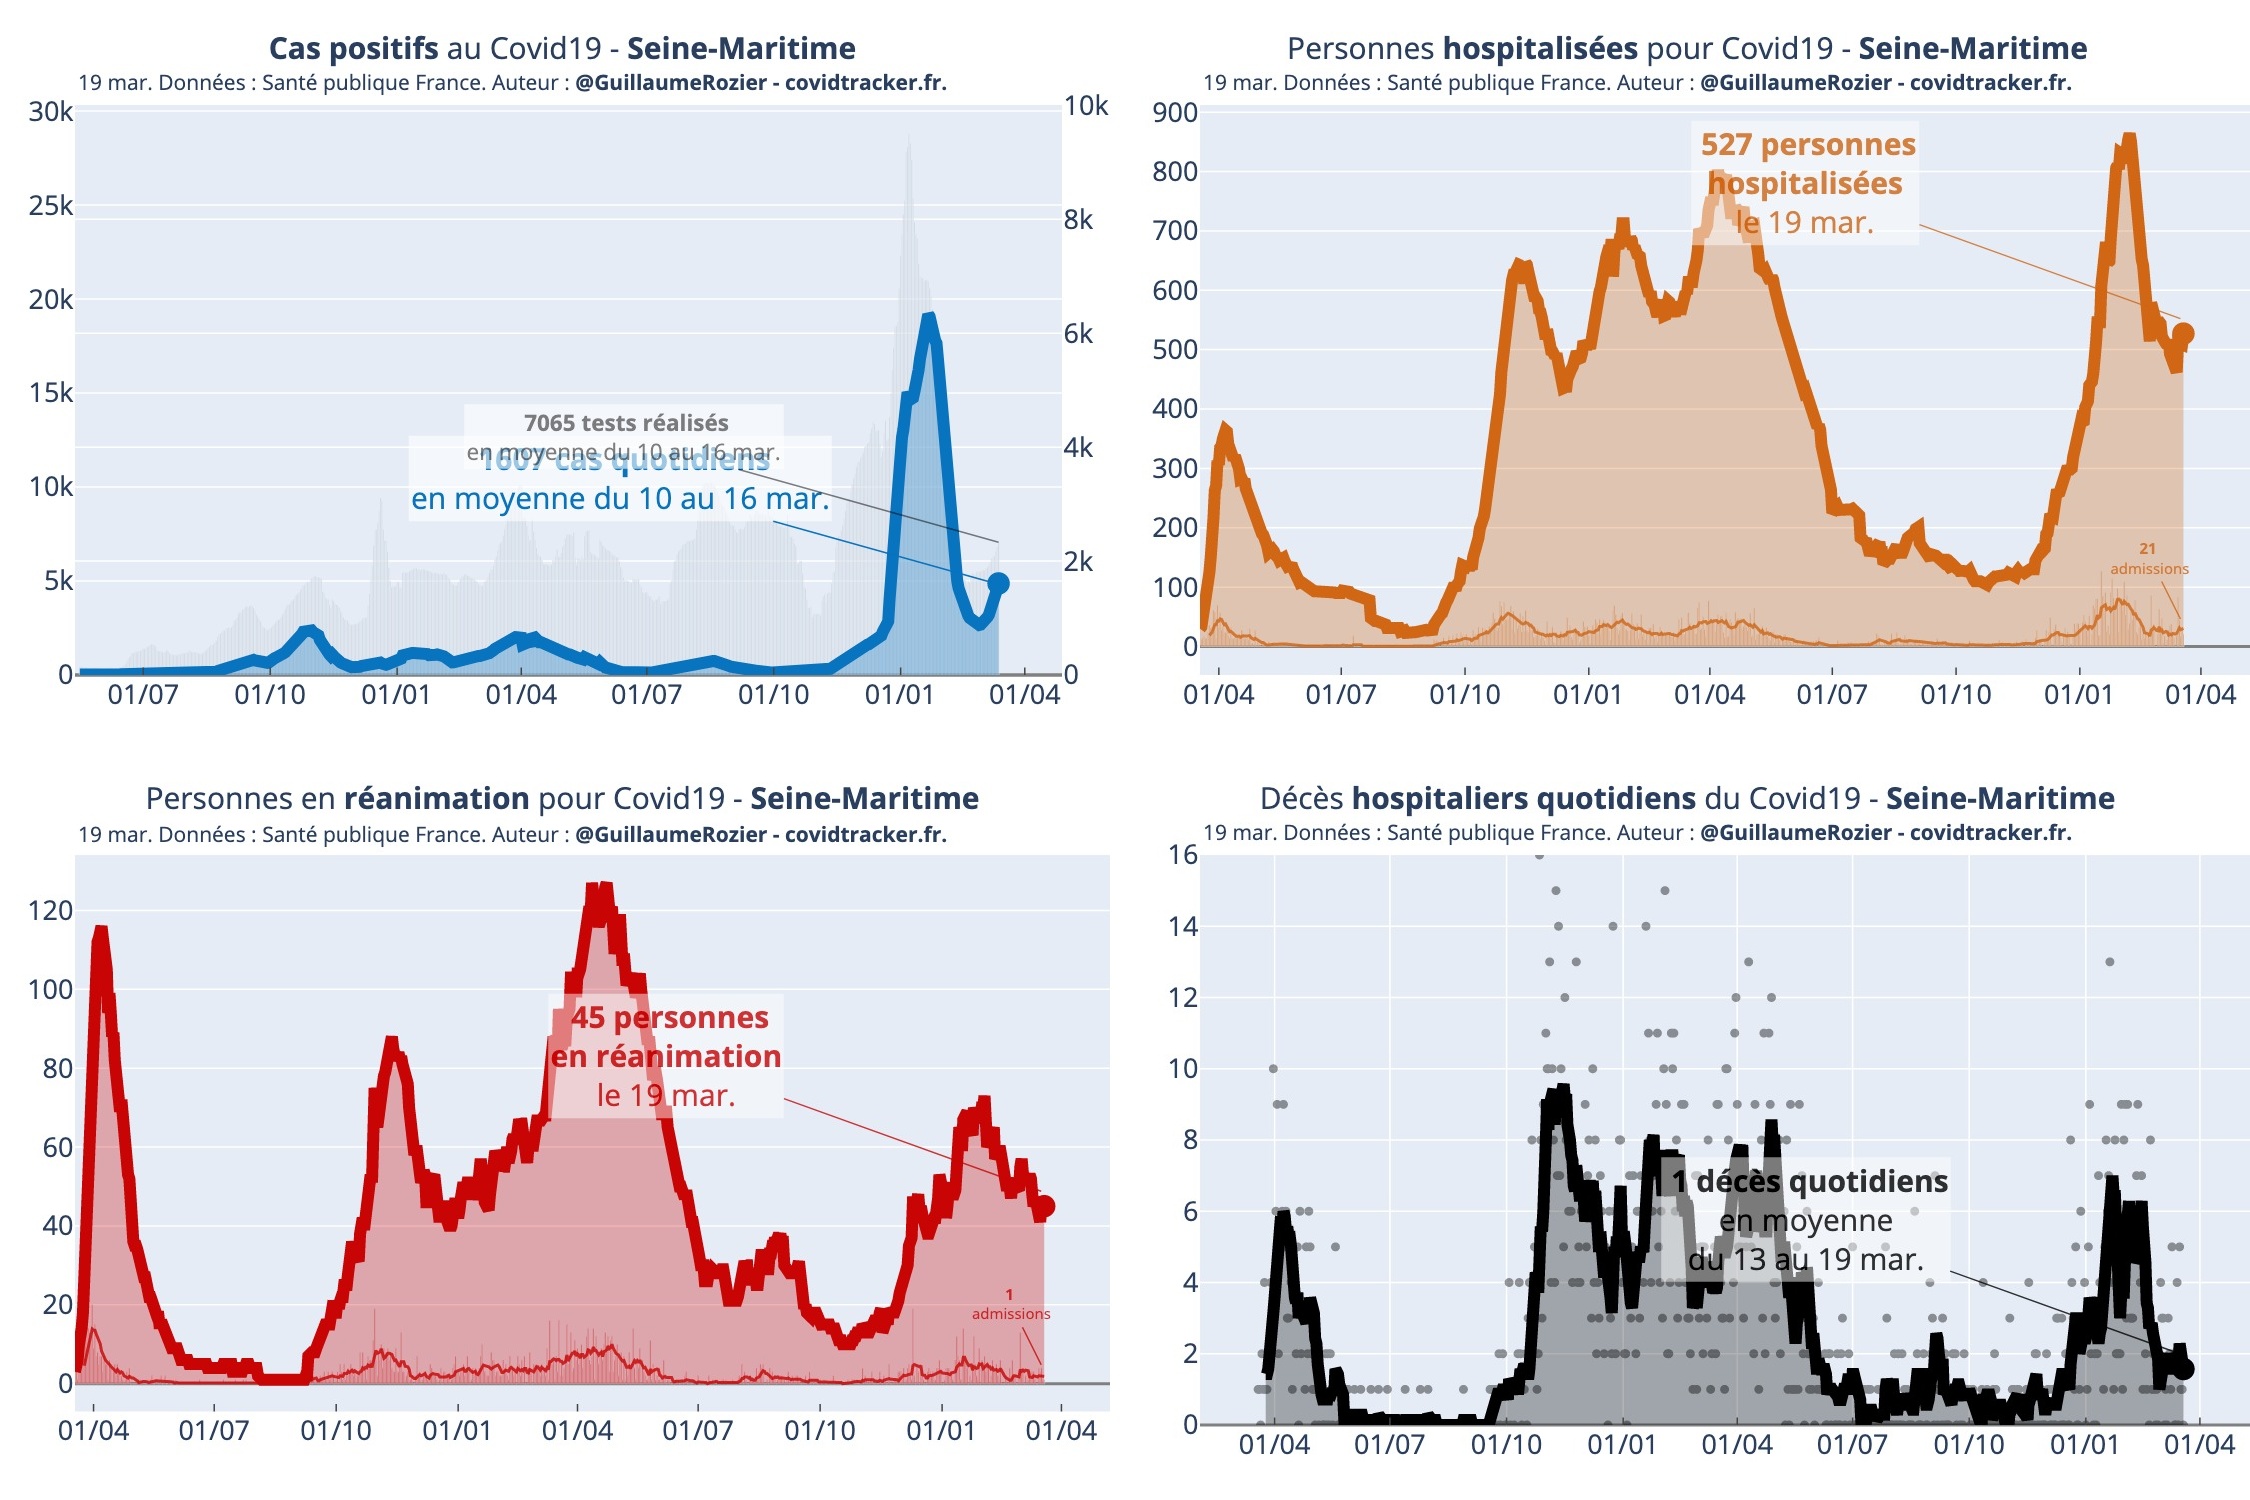 Cas positifs au Covid19 - Seine-Maritime
19 mar. Données : Santé publique France. Auteur : @GuillaumeRozier - covidtracker.fr.
30k
25k
20k
15k
10k
5k
0
10k
8k
6k
4k
2k
0
7065 tests réalisés
en moyenne du 10 au 16 mar.
1607 cas quotidiens
en moyenne du 10 au 16 mar.
01/07 01/10 01/01 01/04 01/07 01/10 01/01 01/04
Personnes hospitalisées pour Covid19 - Seine-Maritime
19 mar. Données : Santé publique France. Auteur : @GuillaumeRozier - covidtracker.fr.
900
800
700
600
500
400
300
200
100
0
527 personnes
hospitalisées
le 19 mar.
21
admissions
01/04 01/07 01/10 01/01 01/04 01/07 01/10 01/01 01/04
Personnes en réanimation pour Covid19 - Seine-Maritime
19 mar. Données : Santé publique France. Auteur : @GuillaumeRozier - covidtracker.fr.
120
100
80
60
40
20
0
45 personnes
en réanimation
le 19 mar.
1
admissions
01/04 01/07 01/10 01/01 01/04 01/07 01/10 01/01 01/04
Décès hospitaliers quotidiens du Covid19 - Seine-Maritime
19 mar. Données : Santé publique France. Auteur : @GuillaumeRozier - covidtracker.fr.
16
14
12
10
8
6
4
2
0
1 décès quotidiens
en moyenne
du 13 au 19 mar.
01/04 01/07 01/10 01/01 01/04 01/07 01/10 01/01 01/04